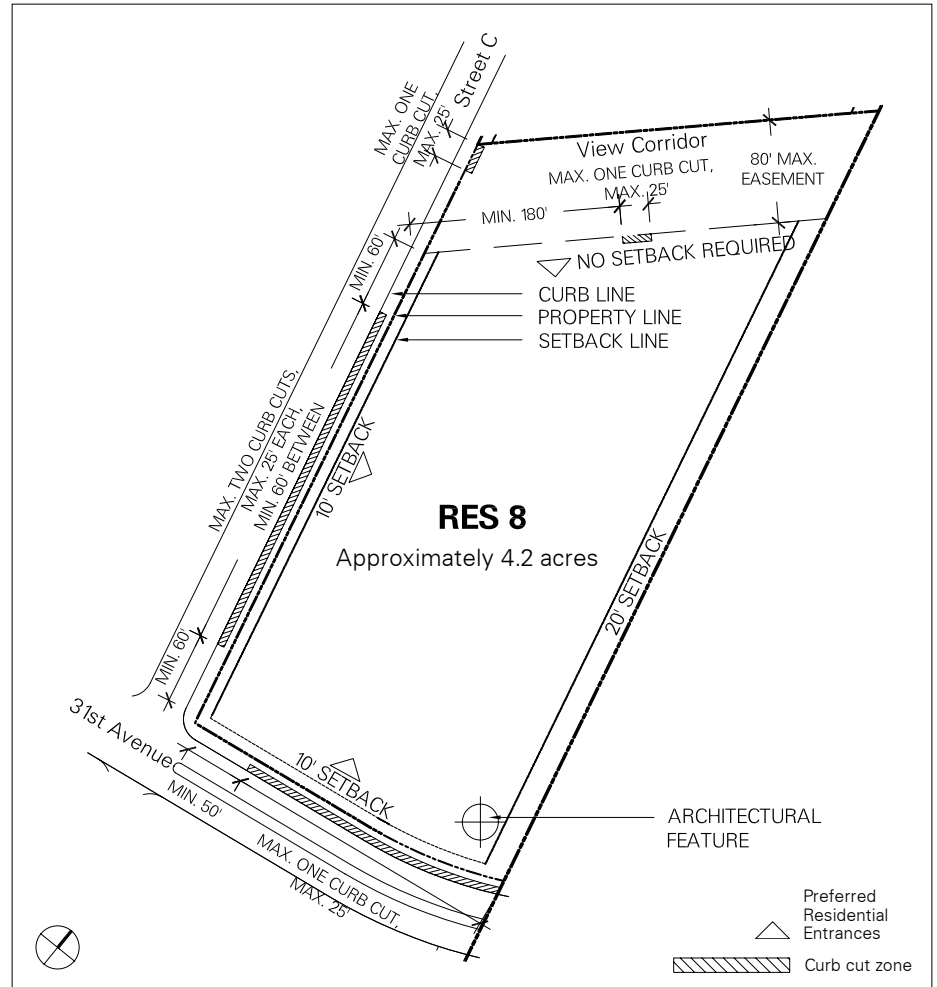 Street C
MAX. ONE
CURB CUT,
MAX. 25'
View Corridor
MAX. ONE CURB CUT,
MAX. 25'
80' MAX.
EASEMENT
MIN. 180'
MIN. 60'
NO SETBACK REQUIRED
CURB LINE
PROPERTY LINE
SETBACK LINE
MAX. TWO CURB CUTS,
MAX. 25' EACH,
MIN. 60' BETWEEN
10' SETBACK
RES 8
Approximately 4.2 acres
20' SETBACK
MIN. 60'
31st Avenue
10' SETBACK
MIN. 50'
MAX. ONE CURB CUT,
MAX. 25'
ARCHITECTURAL
FEATURE
Preferred
Residential
Entrances
Curb cut zone